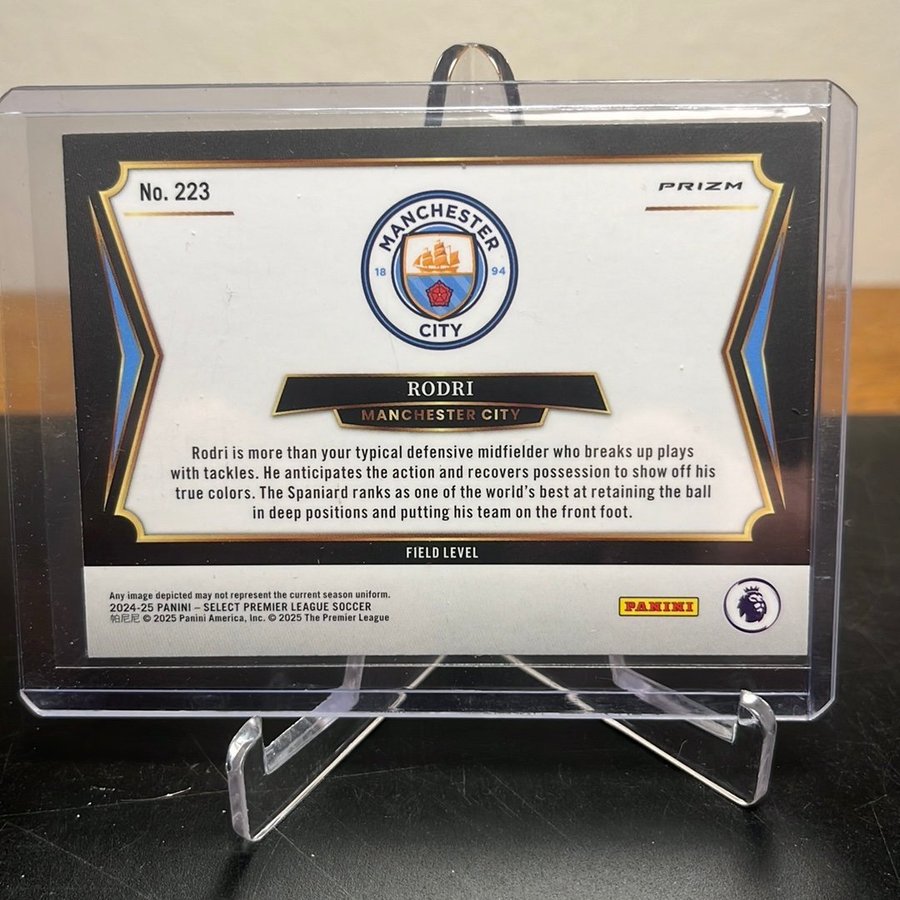 No. 223
PRIZM
MANCHESTER
18 94
CITY
RODRI
MANCHESTER CITY
Rodri is more than your typical defensive midfielder who breaks up plays
with tackles. He anticipates the action and recovers possession to show off his
true colors. The Spaniard ranks as one of the world's best at retaining the ball
in deep positions and putting his team on the front foot.
FIELD LEVEL
Any image depicted may not represent the current season uniform.
2024-25 PANINI – SELECT PREMIER LEAGUE SOCCER
帕尼尼 © 2025 Panini America, Inc. © 2025 The Premier League
PANINI